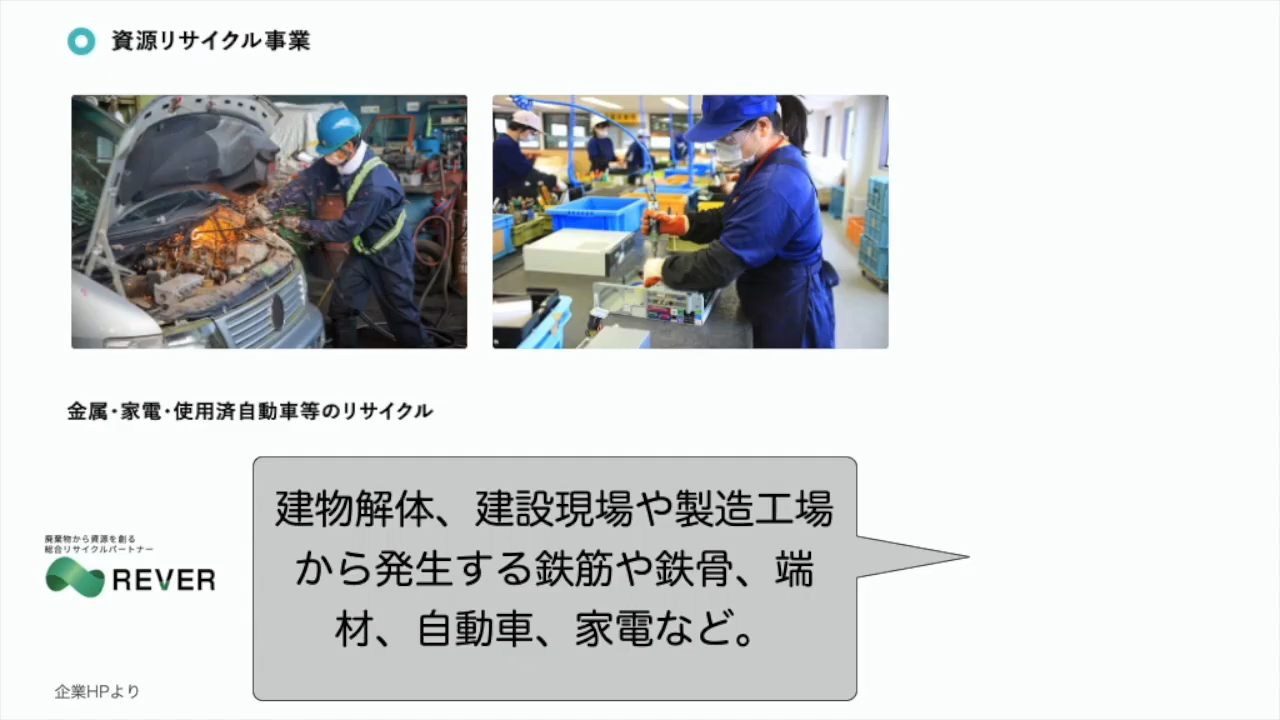 資源リサイクル事業
金属・家電・使用済自動車等のリサイクル
建物解体、建設現場や製造工場
から発生する鉄筋や鉄骨、端
材、自動車、家電など。
廃棄物から資源を創る
総合リサイクルパートナー
REVER
企業HPより